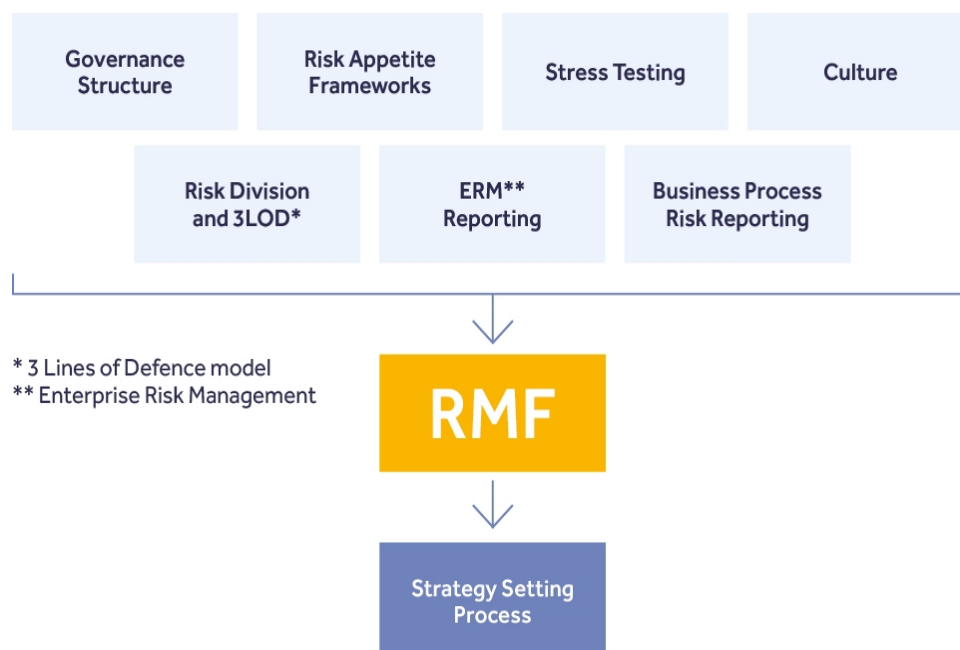 Governance
Structure
Risk Appetite
Frameworks
Stress Testing
Culture
Risk Division
and 3LOD*
ERM**
Reporting
Business Process
Risk Reporting
* 3 Lines of Defence model
** Enterprise Risk Management
RMF
Strategy Setting
Process